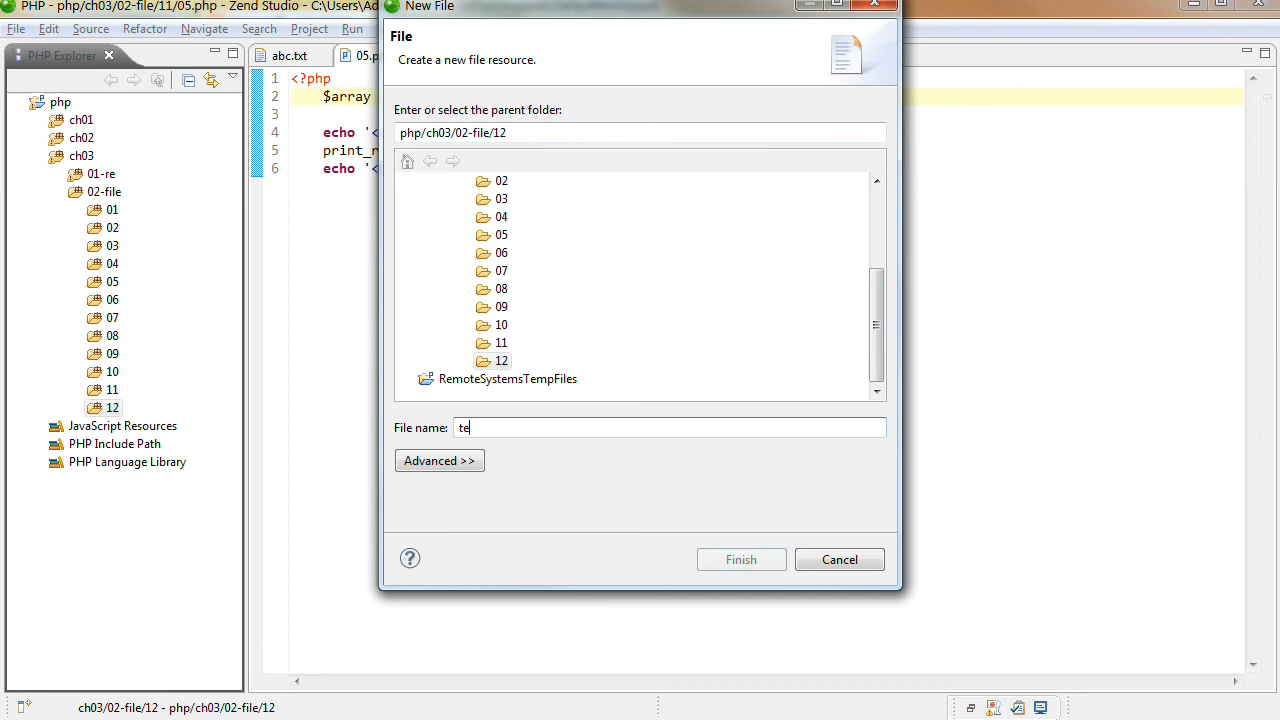 PHP - php/ch03/02-file/11/05.php - Zend Studio - C:\Users\Ad
File Edit Source Refactor Navigate Search Project Run
PHP Explorer
php
ch01
ch02
ch03
01-re
02-file
01
02
03
04
05
06
07
08
09
10
11
12
JavaScript Resources
PHP Include Path
PHP Language Library
abc.txt 05.p
1 <?php
2 $array
3
4 echo '<
5 print_r
6 echo '<
New File
File
Create a new file resource.
Enter or select the parent folder:
php/ch03/02-file/12
02
03
04
05
06
07
08
09
10
11
12
RemoteSystemsTempFiles
File name: te
Advanced >>
Finish Cancel
ch03/02-file/12 - php/ch03/02-file/12